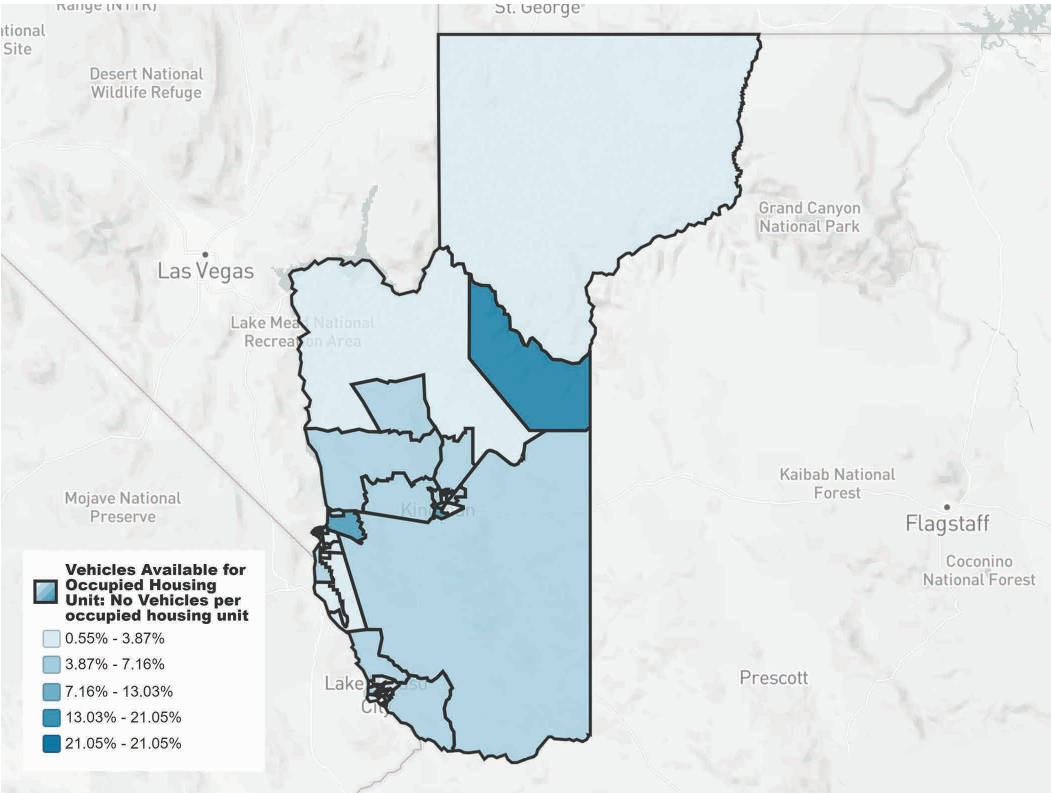 Range (NTTR)
St. George
ational
Site
Desert National
Wildlife Refuge
Grand Canyon
National Park
Las Vegas
Lake Mead National
Recreation Area
Kaibab National
Forest
Mojave National
Preserve
Kingman
Flagstaff
Coconino
National Forest
Vehicles Available for
Occupied Housing
Unit: No Vehicles per
occupied housing unit
0.55% - 3.87%
3.87% - 7.16%
7.16% - 13.03%
13.03% - 21.05%
21.05% - 21.05%
Prescott
Lake Havasu
City